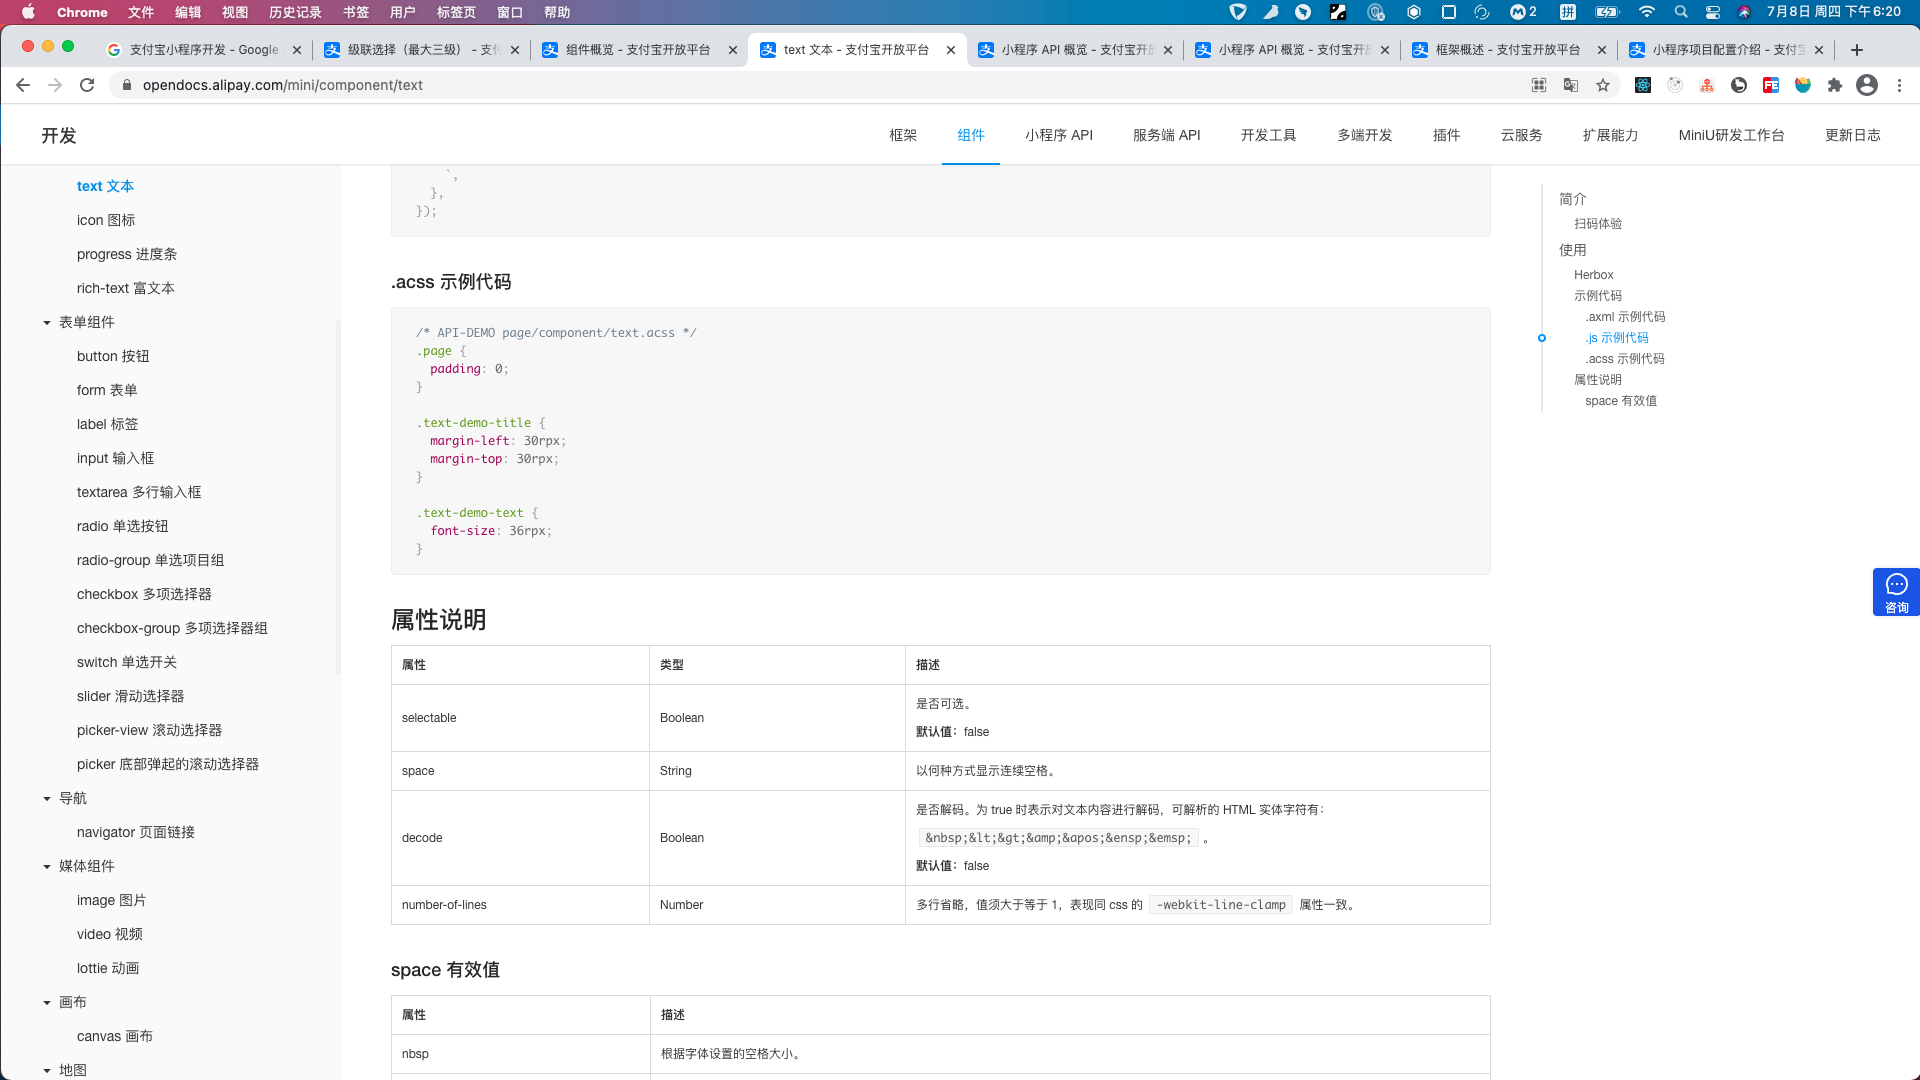 Chrome 文件 编辑 视图 历史记录 书签 用户 标签页 窗口 帮助
2 拼 7月8日 周四 下午6:20
支付宝小程序开发 - Google
级联选择（最大三级） - 支付
组件概览 - 支付宝开放平台
text 文本 - 支付宝开放平台
小程序 API 概览 - 支付宝开放
小程序 API 概览 - 支付宝开放
框架概述 - 支付宝开放平台
小程序项目配置介绍 - 支付宝
opendocs.alipay.com/mini/component/text
开发
框架 组件 小程序 API 服务端 API 开发工具 多端开发 插件 云服务 扩展能力 MiniU研发工作台 更新日志
text 文本
icon 图标
progress 进度条
rich-text 富文本
表单组件
button 按钮
form 表单
label 标签
input 输入框
textarea 多行输入框
radio 单选按钮
radio-group 单选项目组
checkbox 多项选择器
checkbox-group 多项选择器组
switch 单选开关
slider 滑动选择器
picker-view 滚动选择器
picker 底部弹起的滚动选择器
导航
navigator 页面链接
媒体组件
image 图片
video 视频
lottie 动画
画布
canvas 画布
地图
`,
},
});
.acss 示例代码
/* API-DEMO page/component/text.acss */
.page {
padding: 0;
}
.text-demo-title {
margin-left: 30rpx;
margin-top: 30rpx;
}
.text-demo-text {
font-size: 36rpx;
}
属性说明
属性 类型 描述
selectable Boolean 是否可选。
默认值：false
space String 以何种方式显示连续空格。
decode Boolean 是否解码。为 true 时表示对文本内容进行解码，可解析的 HTML 实体字符有：
&nbsp;&lt;&gt;&amp;&apos;&ensp;&emsp; 。
默认值：false
number-of-lines Number 多行省略，值须大于等于 1，表现同 css 的 -webkit-line-clamp 属性一致。
space 有效值
属性 描述
nbsp 根据字体设置的空格大小。
简介
扫码体验
使用
Herbox
示例代码
.axml 示例代码
.js 示例代码
.acss 示例代码
属性说明
space 有效值
咨询